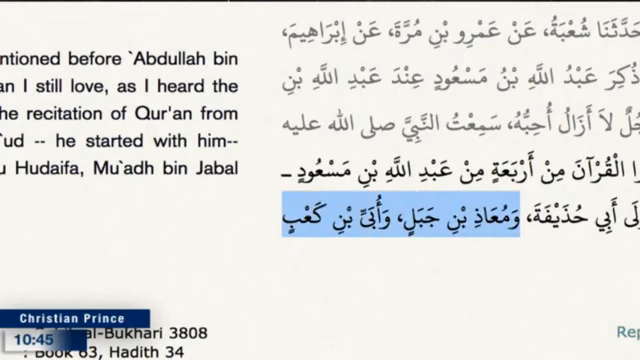 ntioned before `Abdullah bin
an I still love, as I heard the
he recitation of Qur'an from
`ud -- he started with him--
u Hudaifa, Mu`adh bin Jabal
حَدَّثَنَا شُعْبَةُ، عَنْ عَمْرِو بْنِ مُرَّةَ، عَنْ إِبْرَاهِيمَ،
ذُكِرَ عَبْدُ اللَّهِ بْنُ مَسْعُودٍ عِنْدَ عَبْدِ اللَّهِ بْنِ
جُلٌ لاَ أَزَالُ أُحِبُّهُ، سَمِعْتُ النَّبِيَّ صلى الله عليه
وا الْقُرْآنَ مِنْ أَرْبَعَةٍ مِنْ عَبْدِ اللَّهِ بْنِ مَسْعُودٍ ـ
لَى أَبِي حُذَيْفَةَ، وَمُعَاذِ بْنِ جَبَلٍ، وَأُبَىِّ بْنِ كَعْبٍ
Christian Prince
10:45
al-Bukhari 3808
: Book 63, Hadith 34
Rep